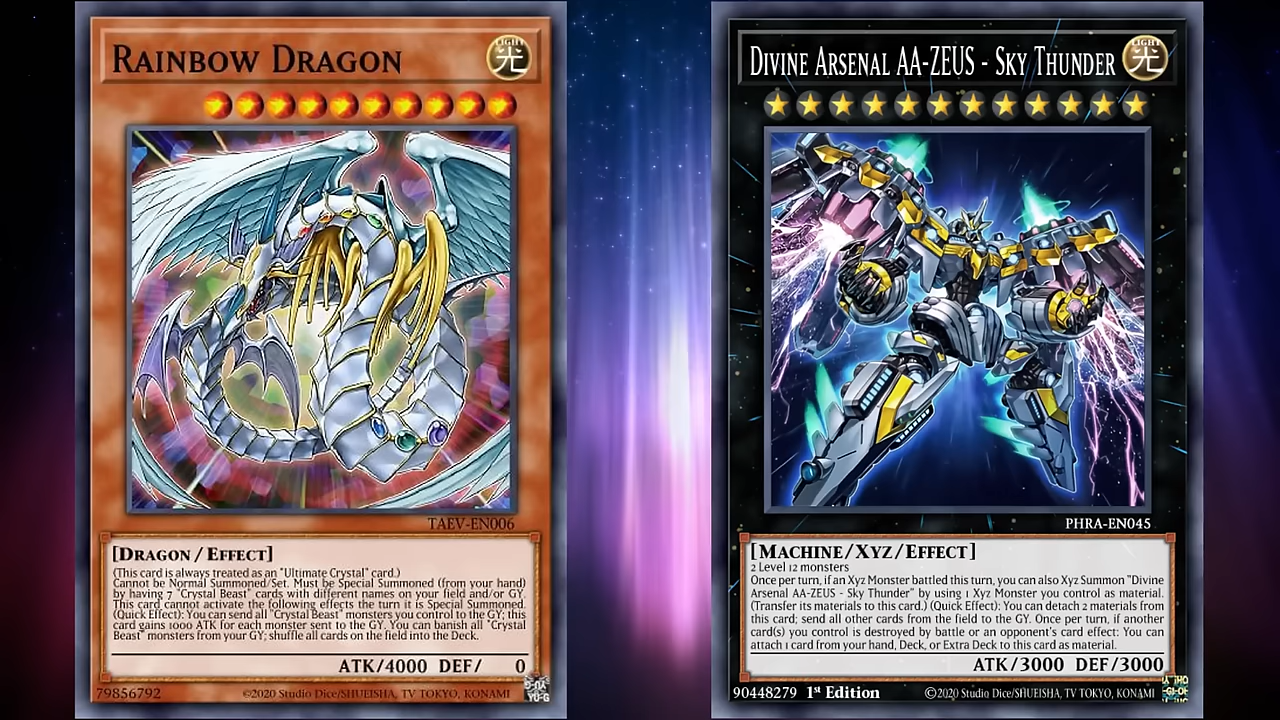 RAINBOW DRAGON
LIGHT
光
TAEV-EN006
[DRAGON / EFFECT]
(This card is always treated as an "Ultimate Crystal" card.)
Cannot be Normal Summoned/Set. Must be Special Summoned (from your hand)
by having 7 "Crystal Beast" cards with different names on your field and/or GY.
This card cannot activate the following effects the turn it is Special Summoned.
(Quick Effect): You can send all "Crystal Beast" monsters you control to the GY; this
card gains 1000 ATK for each monster sent to the GY. You can banish all "Crystal
Beast" monsters from your GY; shuffle all cards on the field into the Deck.
ATK/4000 DEF/ 0
79856792 ©2020 Studio Dice/SHUEISHA, TV TOKYO, KONAMI
DIVINE ARSENAL AA-ZEUS - SKY THUNDER
LIGHT
光
PHRA-EN045
[MACHINE/XYZ/EFFECT]
2 Level 12 monsters
Once per turn, if an Xyz Monster battled this turn, you can also Xyz Summon "Divine
Arsenal AA-ZEUS - Sky Thunder" by using 1 Xyz Monster you control as material.
(Transfer its materials to this card.) (Quick Effect): You can detach 2 materials from
this card; send all other cards from the field to the GY. Once per turn, if another
card(s) you control is destroyed by battle or an opponent's card effect: You can
attach 1 card from your hand, Deck, or Extra Deck to this card as material.
ATK/3000 DEF/3000
90448279 1st Edition ©2020 Studio Dice/SHUEISHA, TV TOKYO, KONAMI